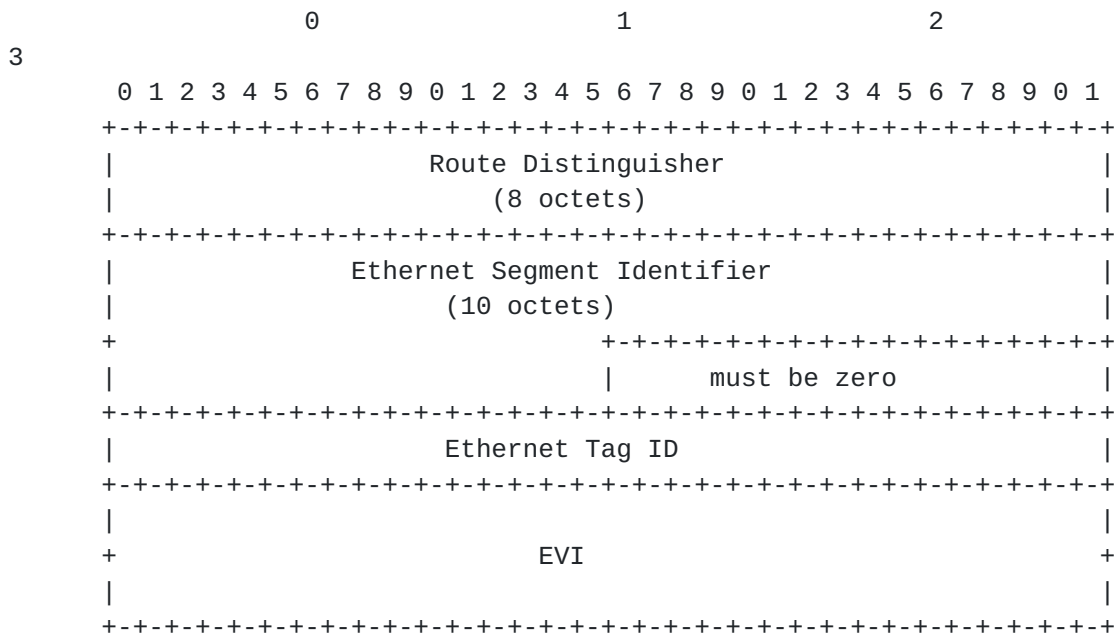 0                   1                   2
3
        0 1 2 3 4 5 6 7 8 9 0 1 2 3 4 5 6 7 8 9 0 1 2 3 4 5 6 7 8 9 0 1
       +-+-+-+-+-+-+-+-+-+-+-+-+-+-+-+-+-+-+-+-+-+-+-+-+-+-+-+-+-+-+-+-+
       |                    Route Distinguisher                        |
       |                        (8 octets)                             |
       +-+-+-+-+-+-+-+-+-+-+-+-+-+-+-+-+-+-+-+-+-+-+-+-+-+-+-+-+-+-+-+-+
       |               Ethernet Segment Identifier                     |
       |                     (10 octets)                               |
       +                               +-+-+-+-+-+-+-+-+-+-+-+-+-+-+-+-+
       |                               |      must be zero             |
       +-+-+-+-+-+-+-+-+-+-+-+-+-+-+-+-+-+-+-+-+-+-+-+-+-+-+-+-+-+-+-+-+
       |                     Ethernet Tag ID                           |
       +-+-+-+-+-+-+-+-+-+-+-+-+-+-+-+-+-+-+-+-+-+-+-+-+-+-+-+-+-+-+-+-+
       |                                                               |
       +                           EVI                                 +
       |                                                               |
       +-+-+-+-+-+-+-+-+-+-+-+-+-+-+-+-+-+-+-+-+-+-+-+-+-+-+-+-+-+-+-+-+